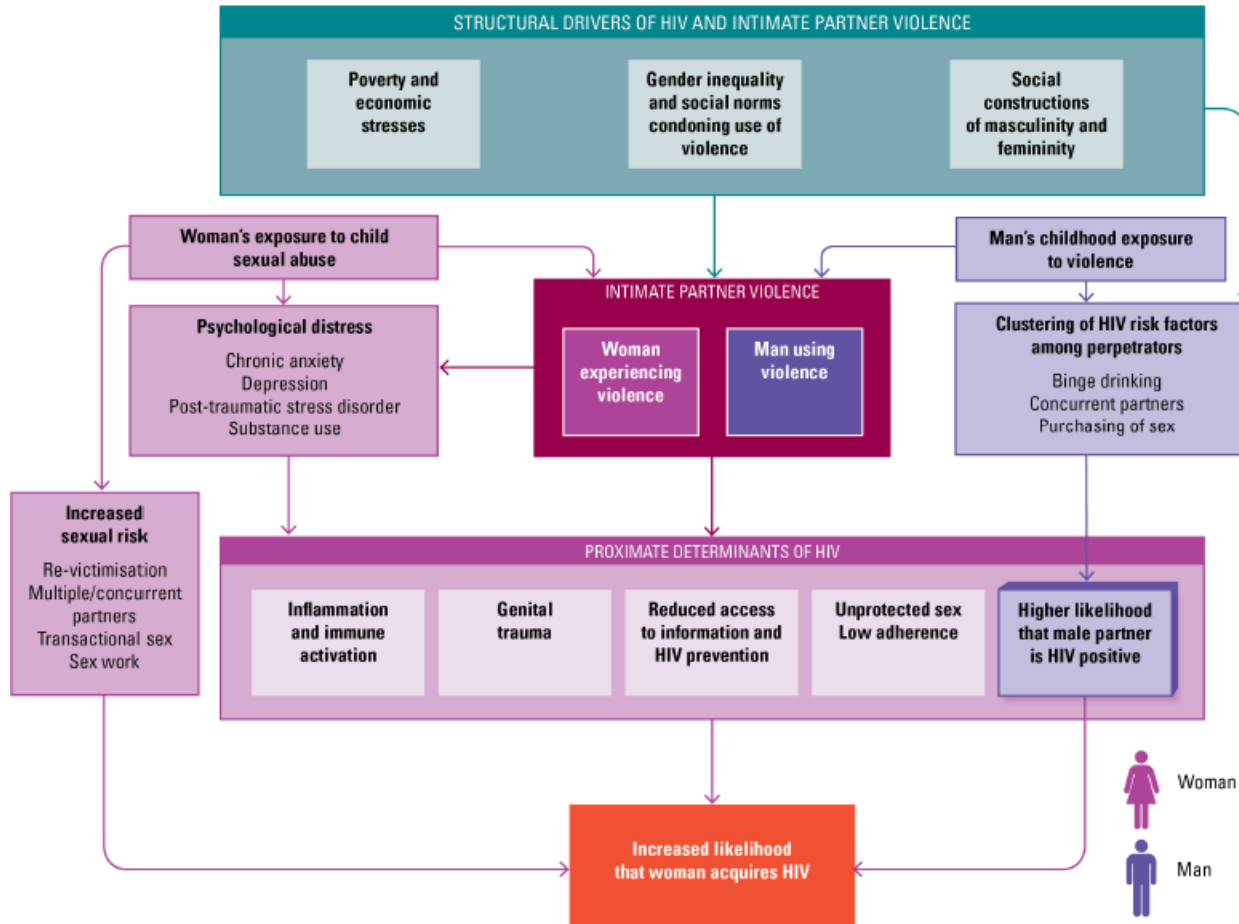 STRUCTURAL DRIVERS OF HIV AND INTIMATE PARTNER VIOLENCE
Poverty and
economic
stresses
Gender inequality
and social norms
condoning use of
violence
Social
constructions
of masculinity and
femininity
Woman's exposure to child
sexual abuse
Man's childhood exposure
to violence
INTIMATE PARTNER VIOLENCE
Woman
experiencing
violence
Man using
violence
Psychological distress
Chronic anxiety
Depression
Post-traumatic stress disorder
Substance use
Clustering of HIV risk factors
among perpetrators
Binge drinking
Concurrent partners
Purchasing of sex
Increased
sexual risk
Re-victimisation
Multiple/concurrent
partners
Transactional sex
Sex work
PROXIMATE DETERMINANTS OF HIV
Inflammation
and immune
activation
Genital
trauma
Reduced access
to information and
HIV prevention
Unprotected sex
Low adherence
Higher likelihood
that male partner
is HIV positive
Increased likelihood
that woman acquires HIV
Woman
Man